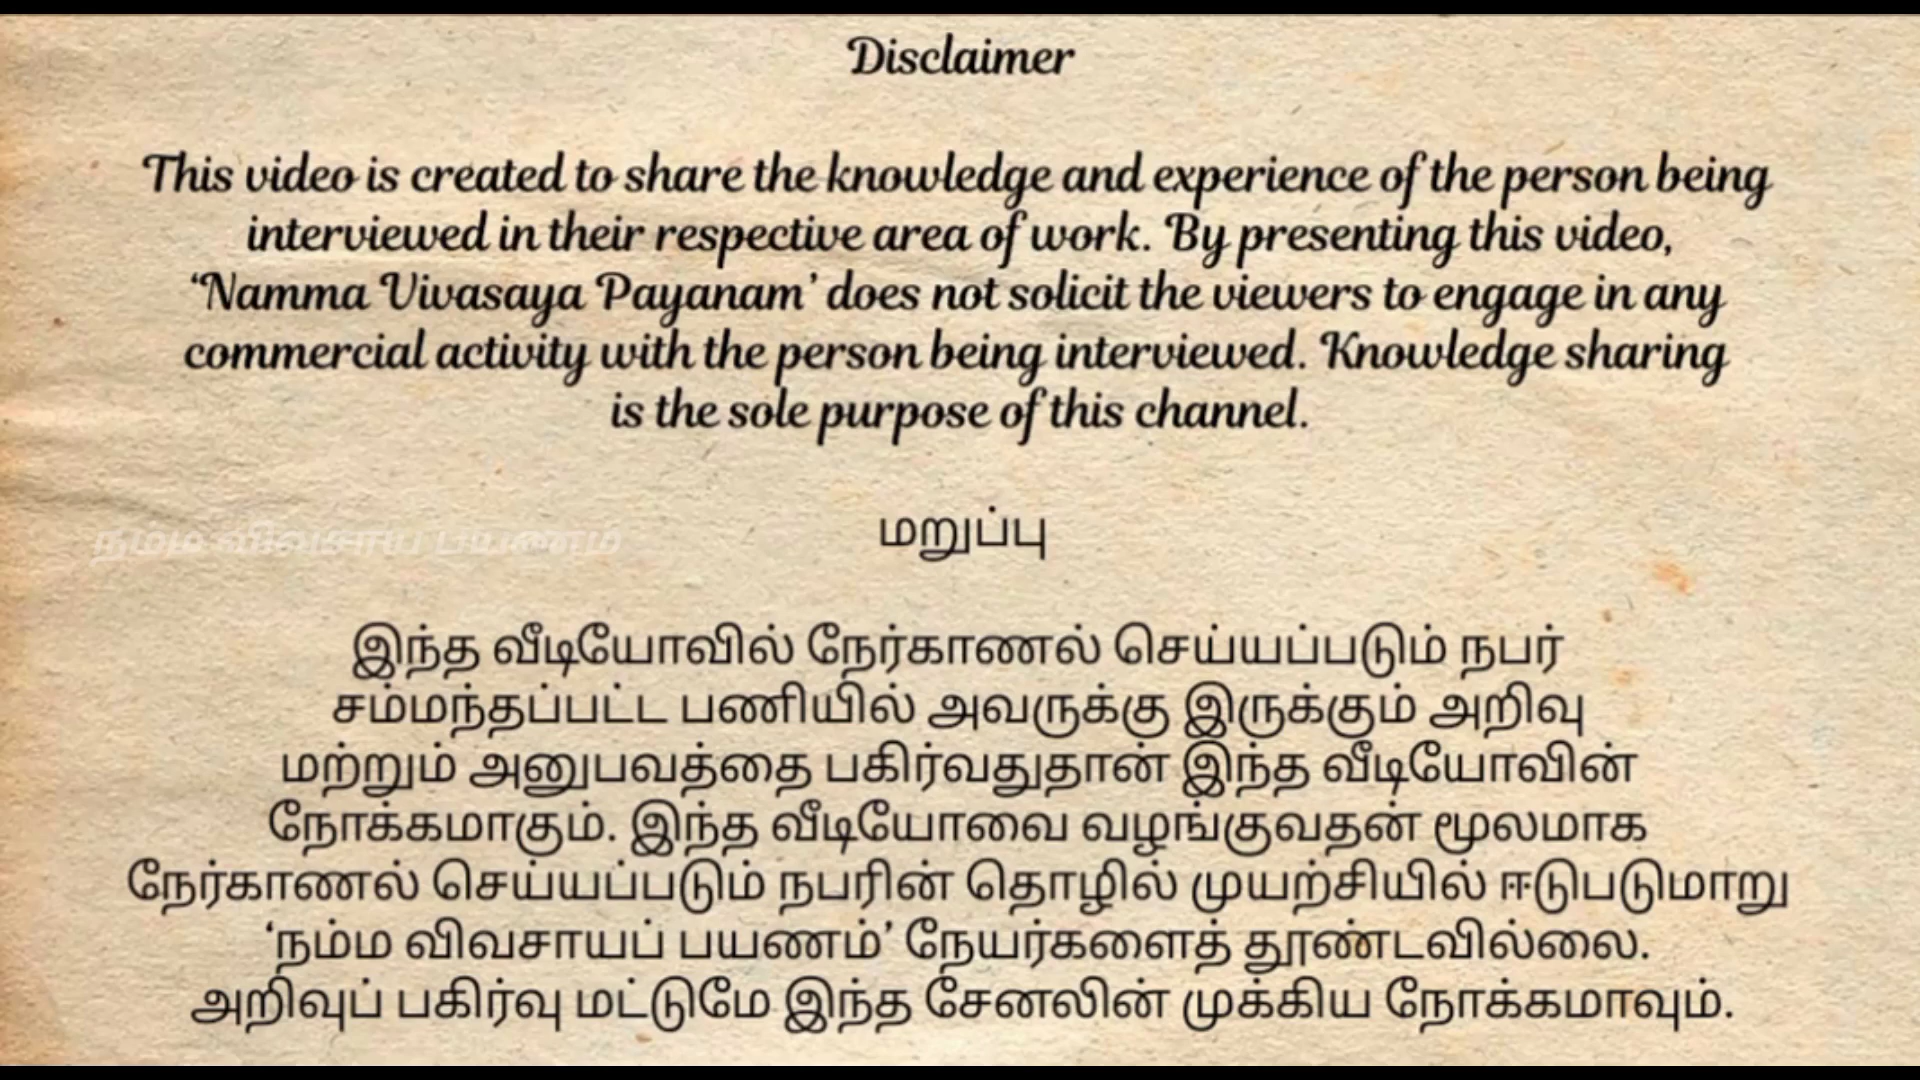 Disclaimer
This video is created to share the knowledge and experience of the person being
interviewed in their respective area of work. By presenting this video,
‘Namma Vivasaya Payanam’ does not solicit the viewers to engage in any
commercial activity with the person being interviewed. Knowledge sharing
is the sole purpose of this channel.
நம்ம விவசாய பயணம்
மறுப்பு
இந்த வீடியோவில் நேர்காணல் செய்யப்படும் நபர்
சம்மந்தப்பட்ட பணியில் அவருக்கு இருக்கும் அறிவு
மற்றும் அனுபவத்தை பகிர்வதுதான் இந்த வீடியோவின்
நோக்கமாகும். இந்த வீடியோவை வழங்குவதன் மூலமாக
நேர்காணல் செய்யப்படும் நபரின் தொழில் முயற்சியில் ஈடுபடுமாறு
‘நம்ம விவசாயப் பயணம்’ நேயர்களைத் தூண்டவில்லை.
அறிவுப் பகிர்வு மட்டுமே இந்த சேனலின் முக்கிய நோக்கமாவும்.